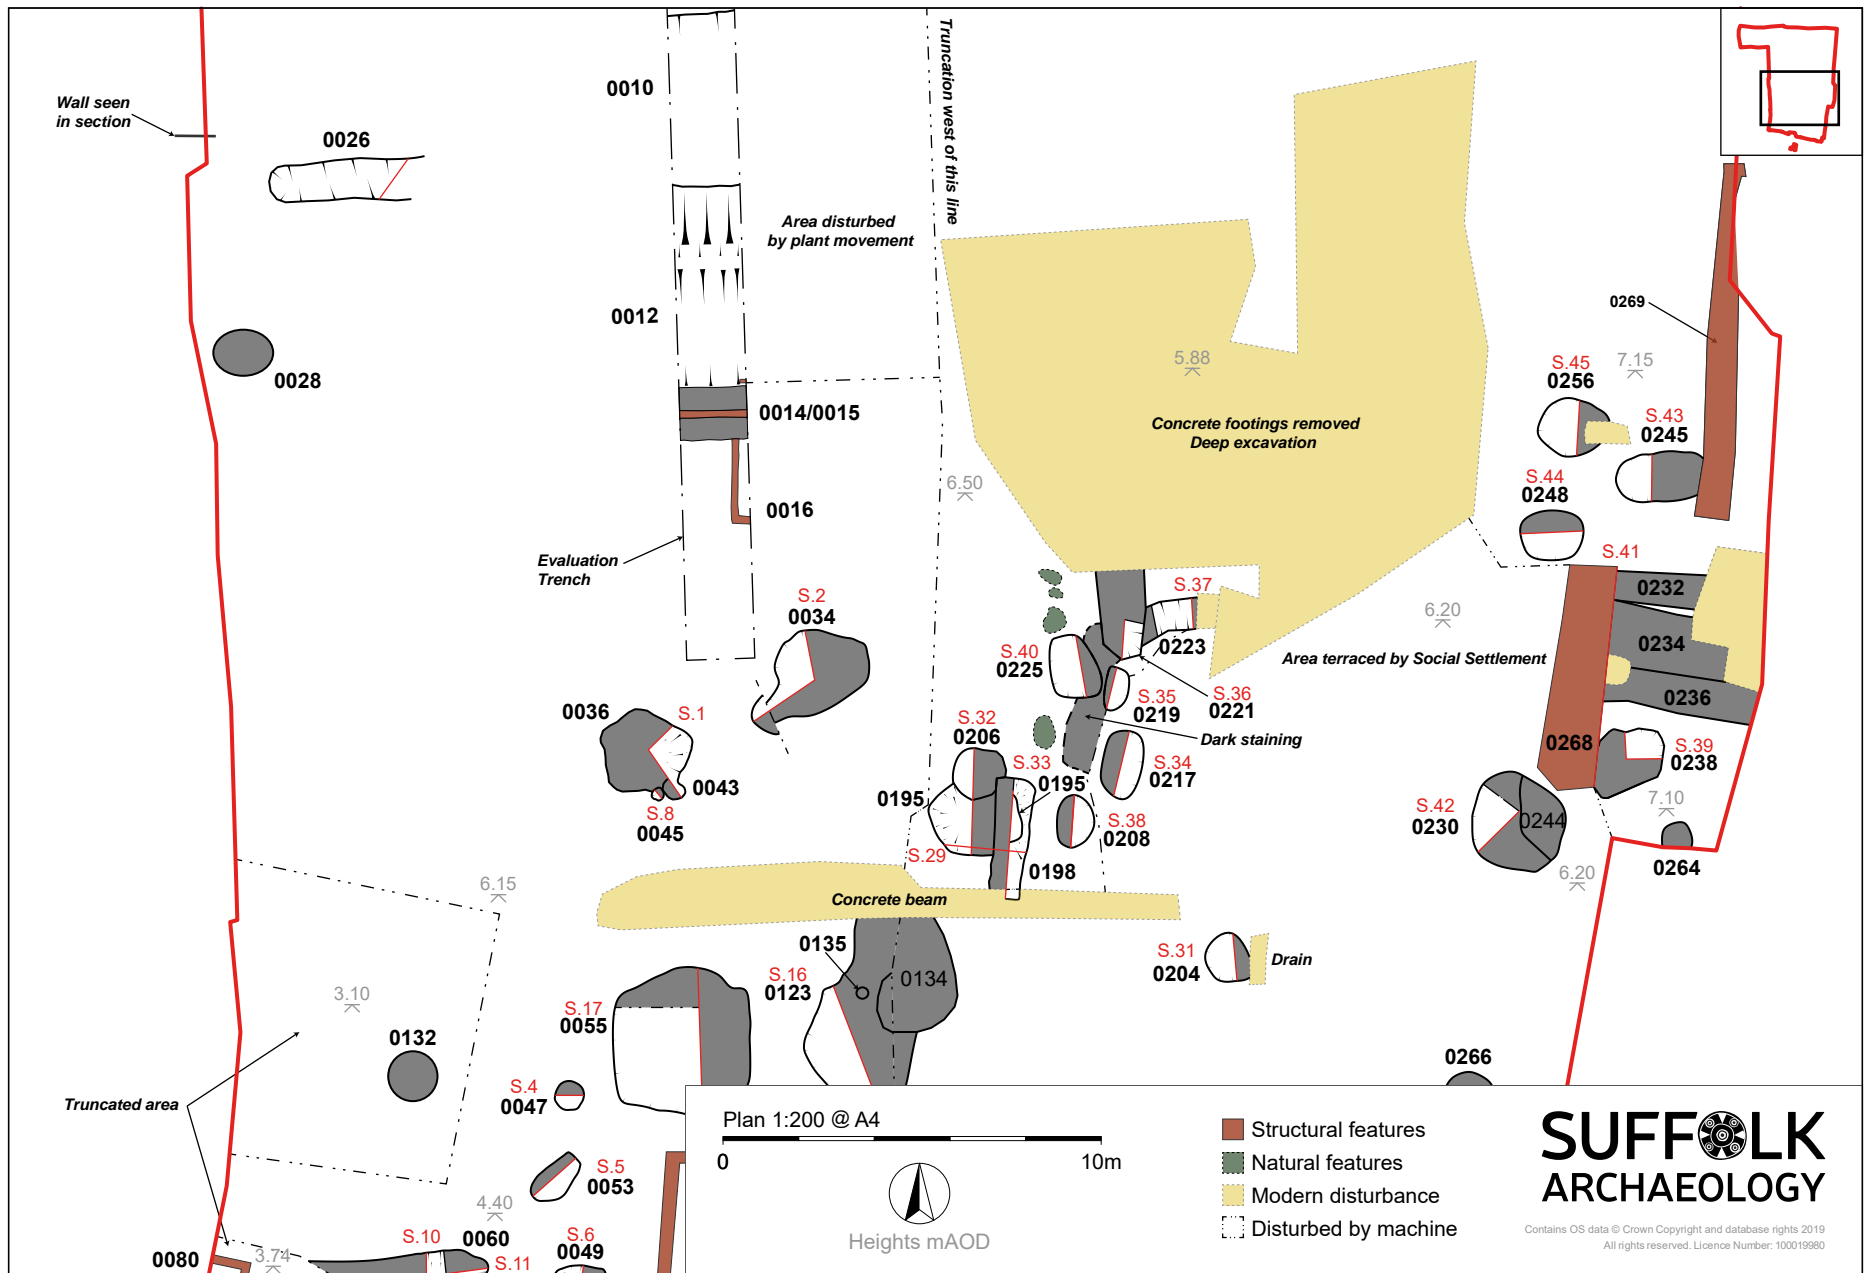 Wall seen
in section
0026
0010
Truncation west of this line
Area disturbed
by plant movement
0012
0028
0014/0015
0016
Evaluation
Trench
5.88
Concrete footings removed
Deep excavation
6.50
0269
7.15
S.45
0256
S.43
0245
S.44
0248
S.41
0232
0234
0236
6.20
Area terraced by Social Settlement
S.2
0034
0036
S.1
0043
S.8
0045
S.37
0223
S.40
0225
S.36
0221
S.35
0219
Dark staining
S.32
0206
S.33
0195
0195
S.34
0217
S.38
0208
S.29
0198
0268
S.39
0238
7.10
S.42
0230
0244
0264
6.20
6.15
Concrete beam
0135
S.16
0123
0134
S.31
0204
Drain
3.10
0132
S.17
0055
S.4
0047
Truncated area
S.5
0053
4.40
0266
S.10
0060
S.11
S.6
0049
0080
3.74
Plan 1:200 @ A4
0
10m
Heights mAOD
Structural features
Natural features
Modern disturbance
Disturbed by machine
SUFFOLK
ARCHAEOLOGY
Contains OS data © Crown Copyright and database rights 2019
All rights reserved. Licence Number: 100019980